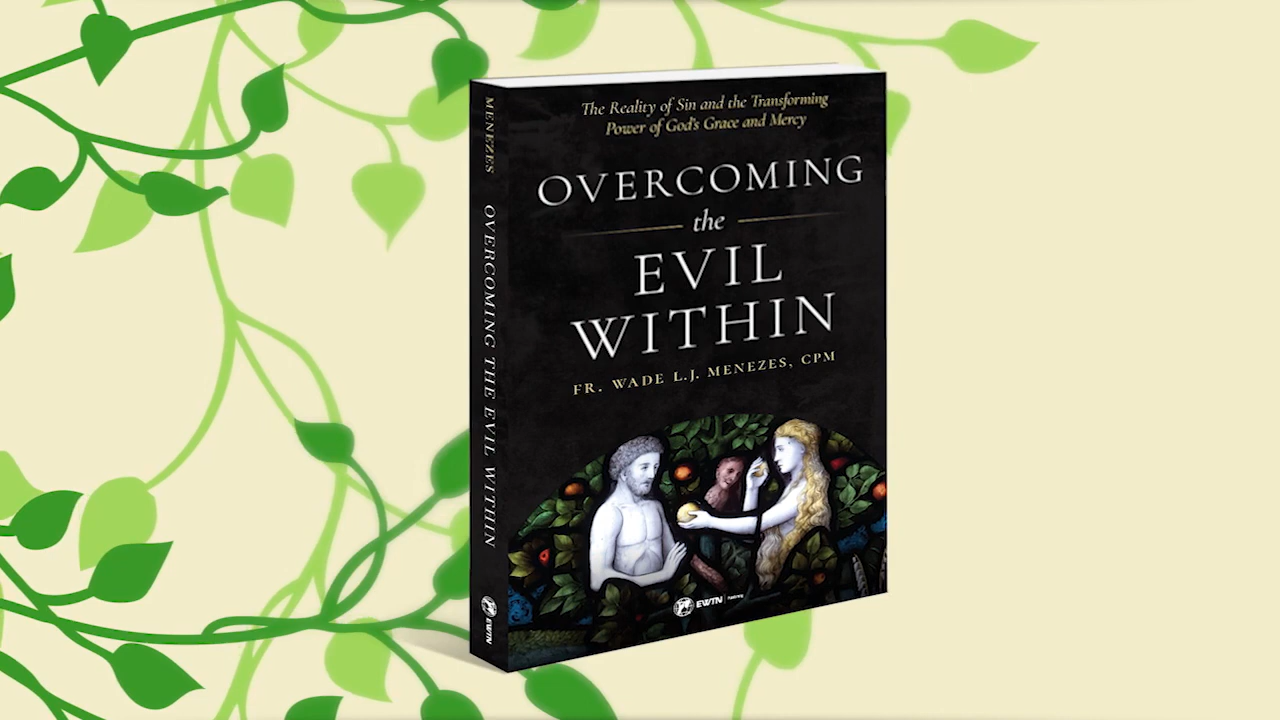 The Reality of Sin and the Transforming
Power of God's Grace and Mercy
OVERCOMING
the
EVIL
WITHIN
FR. WADE L.J. MENEZES, CPM
EWTN
MENEZES
OVERCOMING THE EVIL WITHIN
EWTN